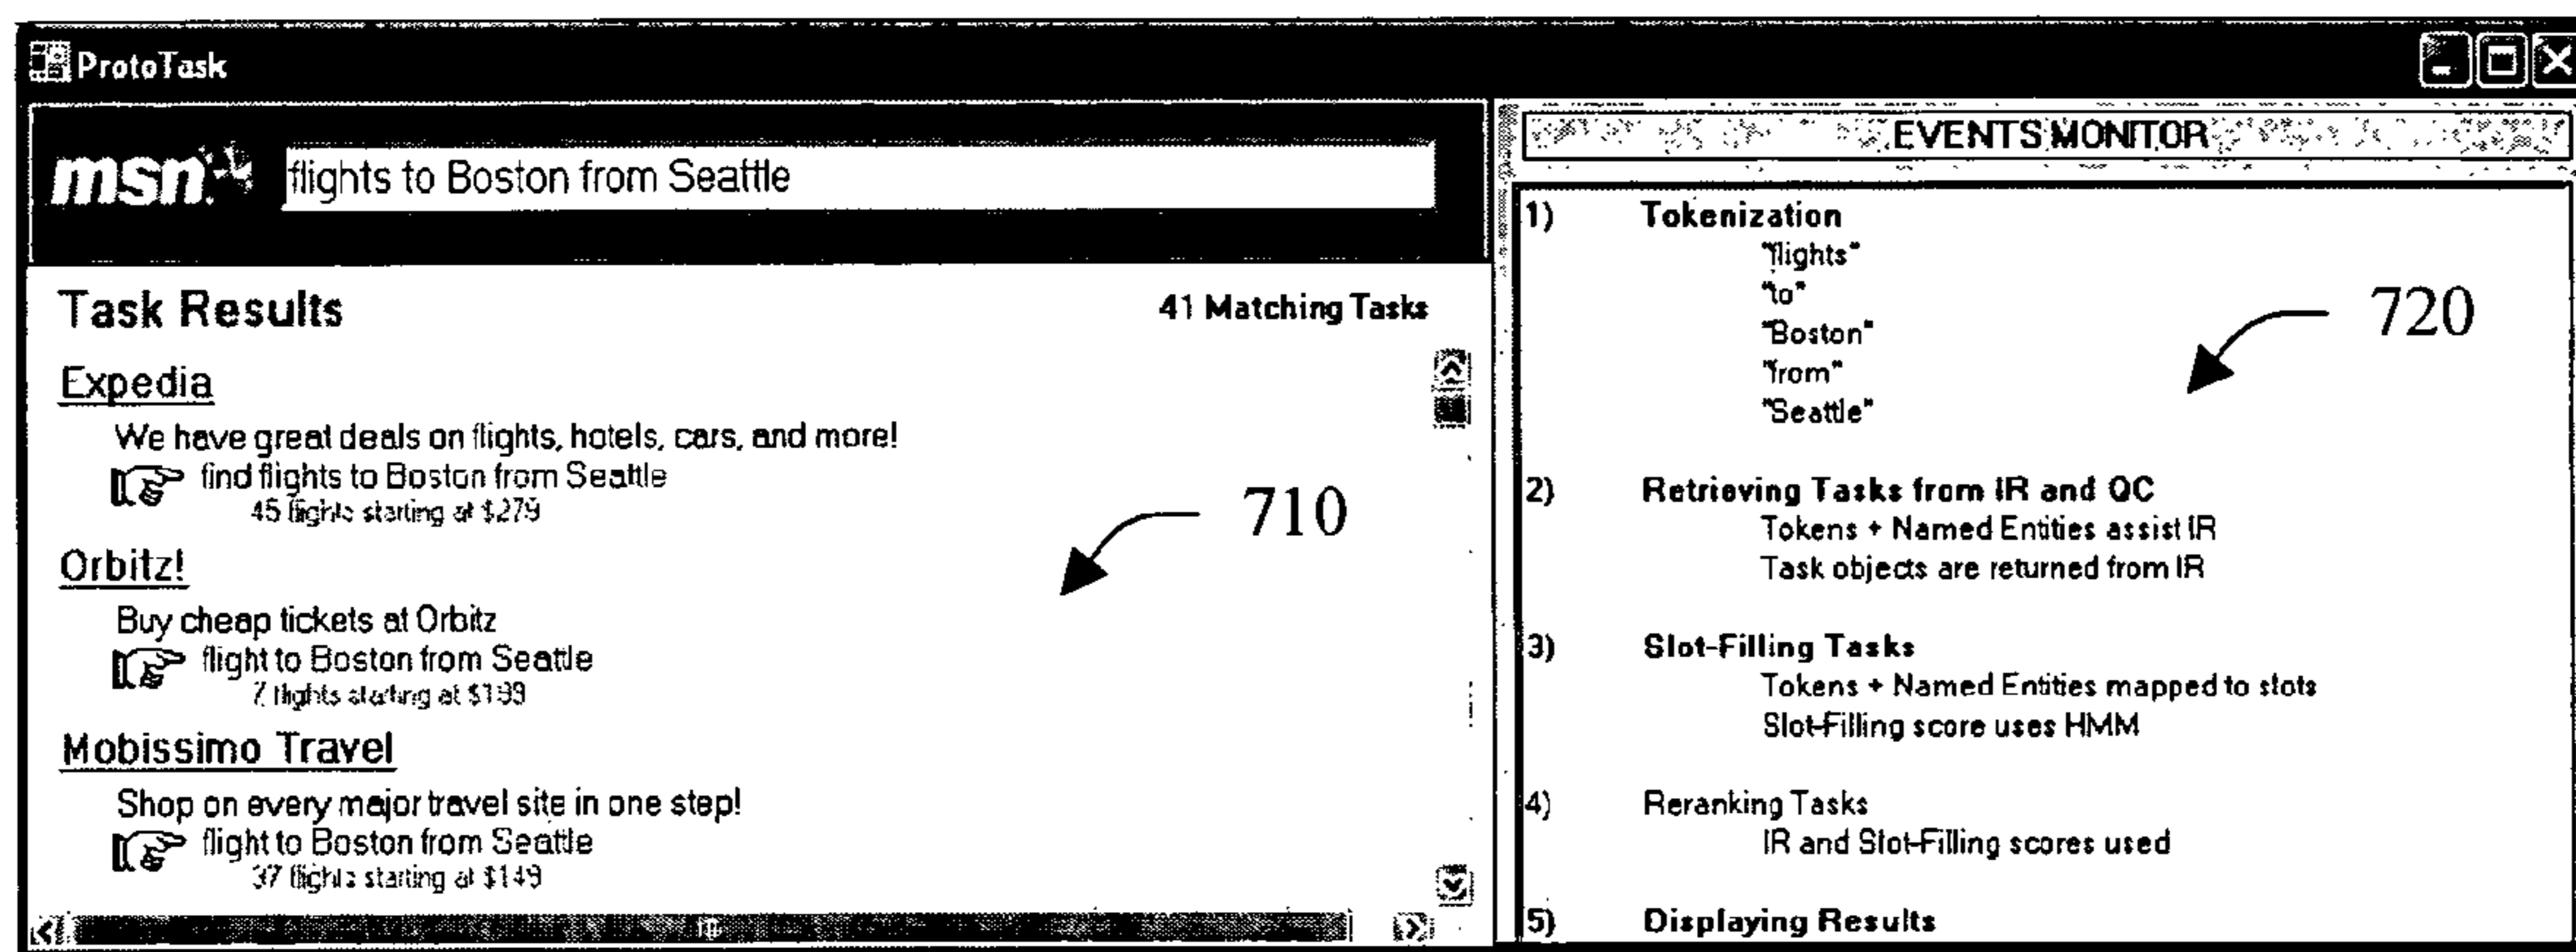 ProtoTask
msn
flights to Boston from Seattle
Task Results
41 Matching Tasks
Expedia
We have great deals on flights, hotels, cars, and more!
find flights to Boston from Seattle
45 flights starting at $279
Orbitz!
Buy cheap tickets at Orbitz
flight to Boston from Seattle
7 flights starting at
Mobissimo Travel
Shop on every major travel site in one step!
flight to Boston from Seattle
37 flights starting at $149
710
EVENTS MONITOR
1) Tokenization
"flights"
"to"
"Boston"
"from"
"Seattle"
720
2) Retrieving Tasks from IR and QC
Tokens + Named Entities assist IR
Task objects are returned from IR
3) Slot-Filling Tasks
Tokens + Named Entities mapped to slots
Slot-Filling score uses HMM
4) Reranking Tasks
IR and Slot-Filling scores used
5) Displaying Results